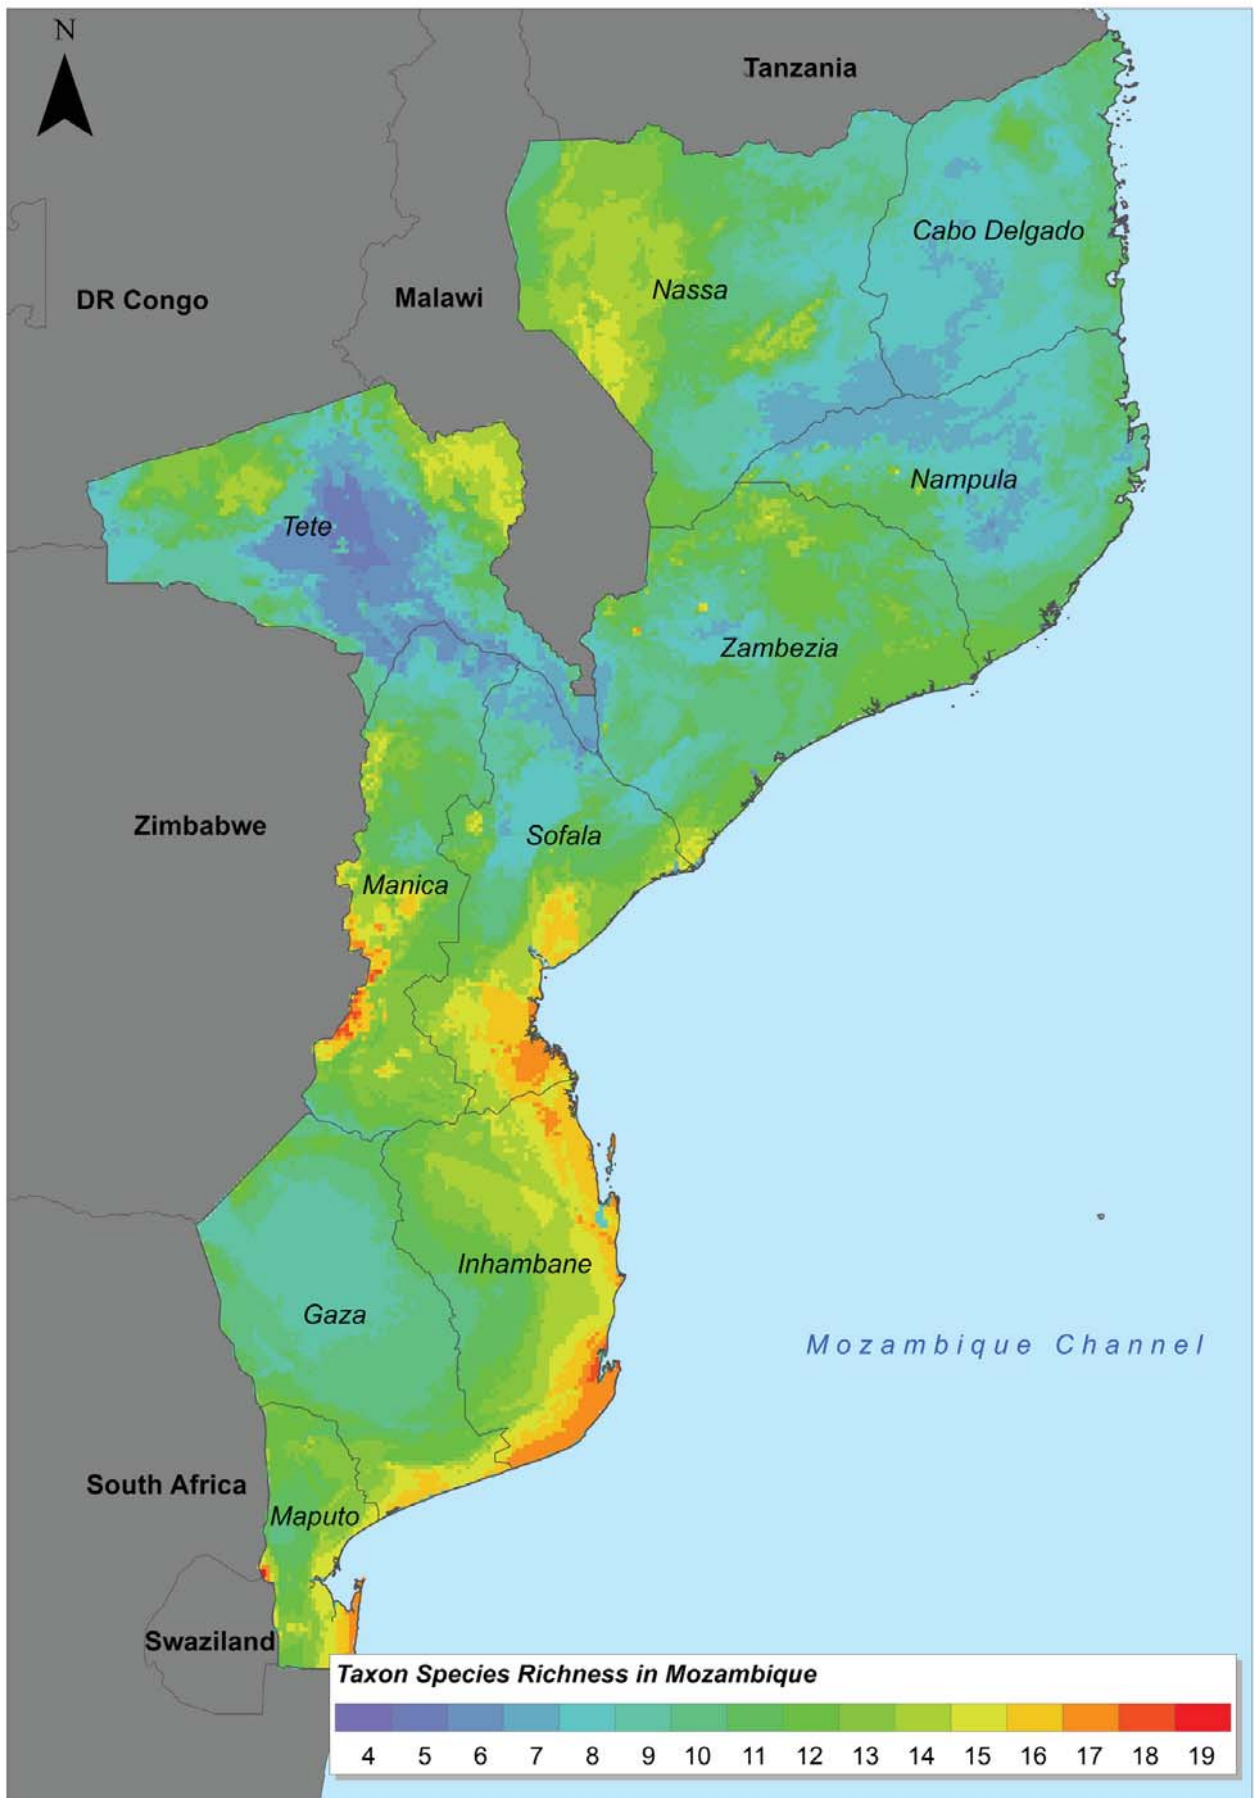 N
Tanzania
Cabo Delgado
Nassa
DR Congo
Malawi
Nampula
Tete
Zambezia
Zimbabwe
Sofala
Manica
Inhambane
Gaza
Mozambique Channel
South Africa
Maputo
Swaziland
Taxon Species Richness in Mozambique
4 5 6 7 8 9 10 11 12 13 14 15 16 17 18 19